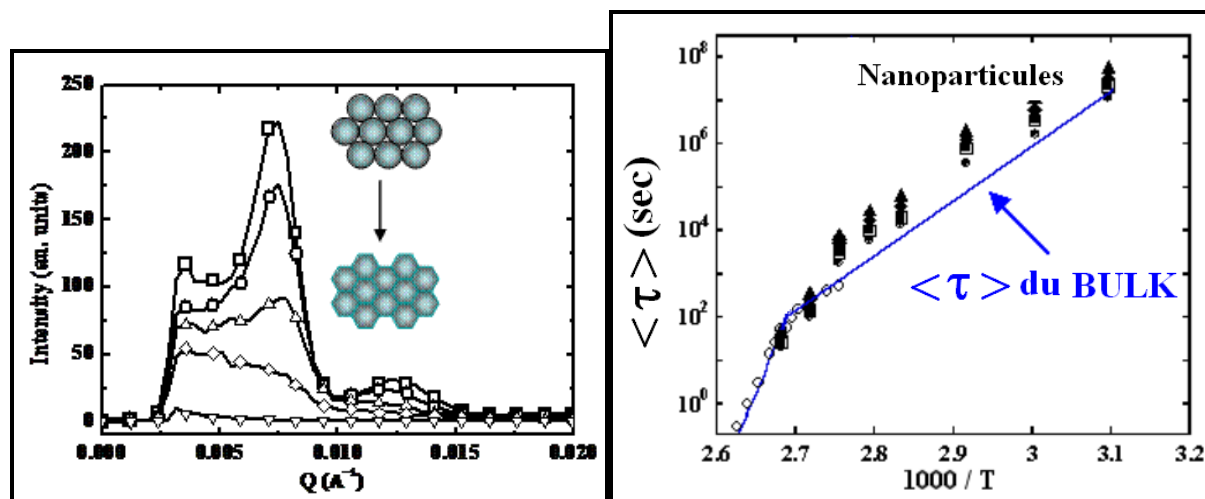 250
200
150
100
50
0
Intensity (au. units)
0.000 0.005 0.010 0.015 0.020
Q (A⁻¹)
10⁸
10⁶
10⁴
10²
10⁰
<τ> (sec)
Nanoparticules
<τ> du BULK
2.6 2.7 2.8 2.9 3 3.1 3.2
1000 / T